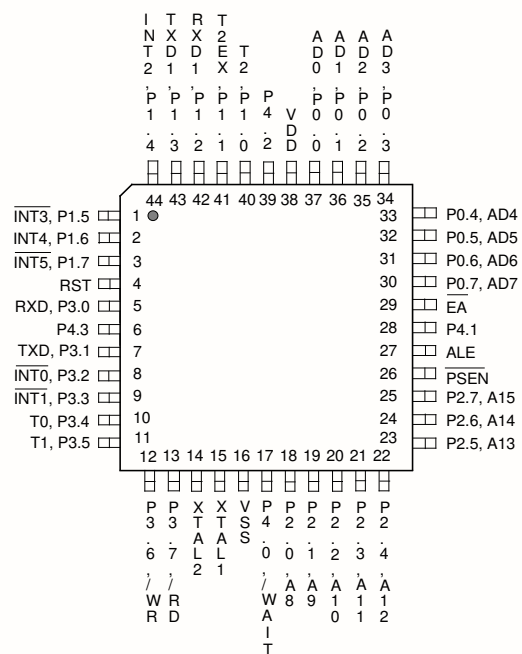 INT2, P1.4
TXD1, P1.3
RXD1, P1.2
T2EX, P1.1
T2, P1.0
P4.2
VDD
AD0, P0.0
AD1, P0.1
AD2, P0.2
AD3, P0.3
44 43 42 41 40 39 38 37 36 35 34
INT3, P1.5 1
INT4, P1.6 2
INT5, P1.7 3
RST 4
RXD, P3.0 5
P4.3 6
TXD, P3.1 7
INT0, P3.2 8
INT1, P3.3 9
T0, P3.4 10
T1, P3.5 11
33 P0.4, AD4
32 P0.5, AD5
31 P0.6, AD6
30 P0.7, AD7
29 EA
28 P4.1
27 ALE
26 PSEN
25 P2.7, A15
24 P2.6, A14
23 P2.5, A13
12 13 14 15 16 17 18 19 20 21 22
P3.6, /WR
P3.7, /RD
XTAL2
XTAL1
VSS
P4.0, /WAIT
P2.0, A8
P2.1, A9
P2.2, A10
P2.3, A11
P2.4, A12